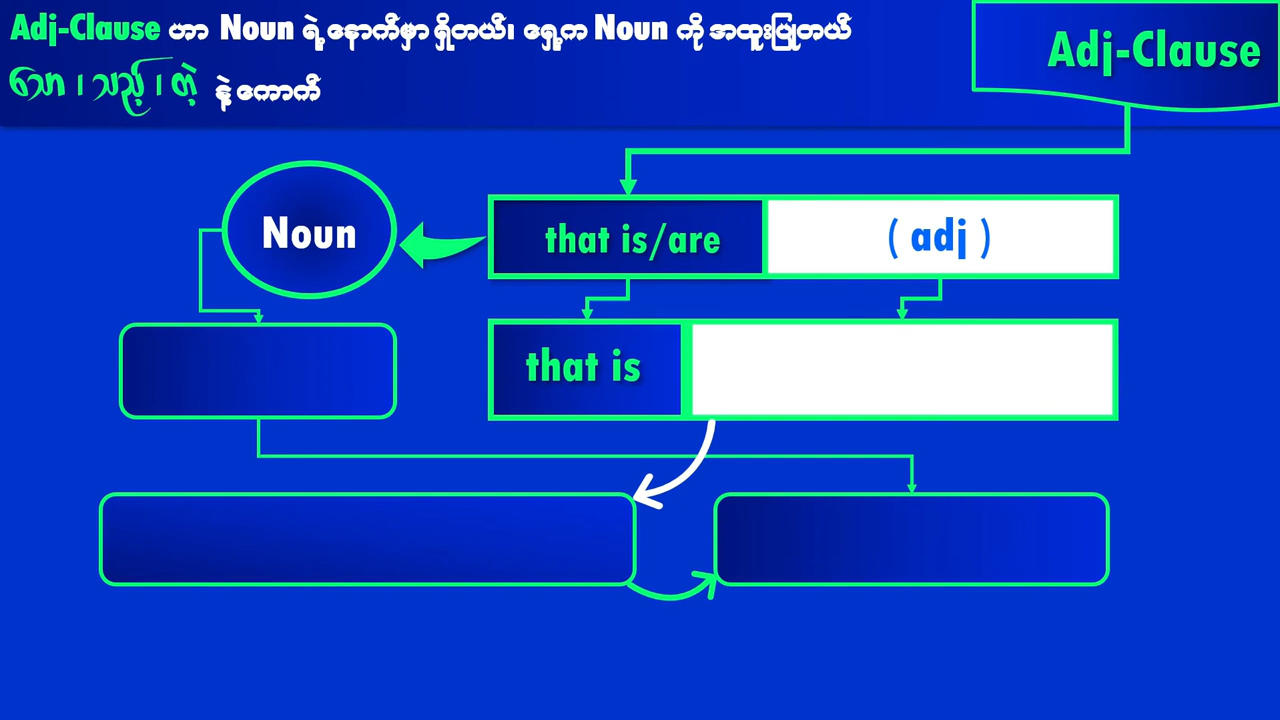 Adj-Clause ဟာ Noun ရဲ့ နောက်မှာ ရှိတယ်၊ ရှေ့က Noun ကို အထူးပြုတယ်
သော ၊ သည့် ၊ တဲ့ နဲ့ ကောက်
Adj-Clause
Noun
that is/are
( adj )
that is